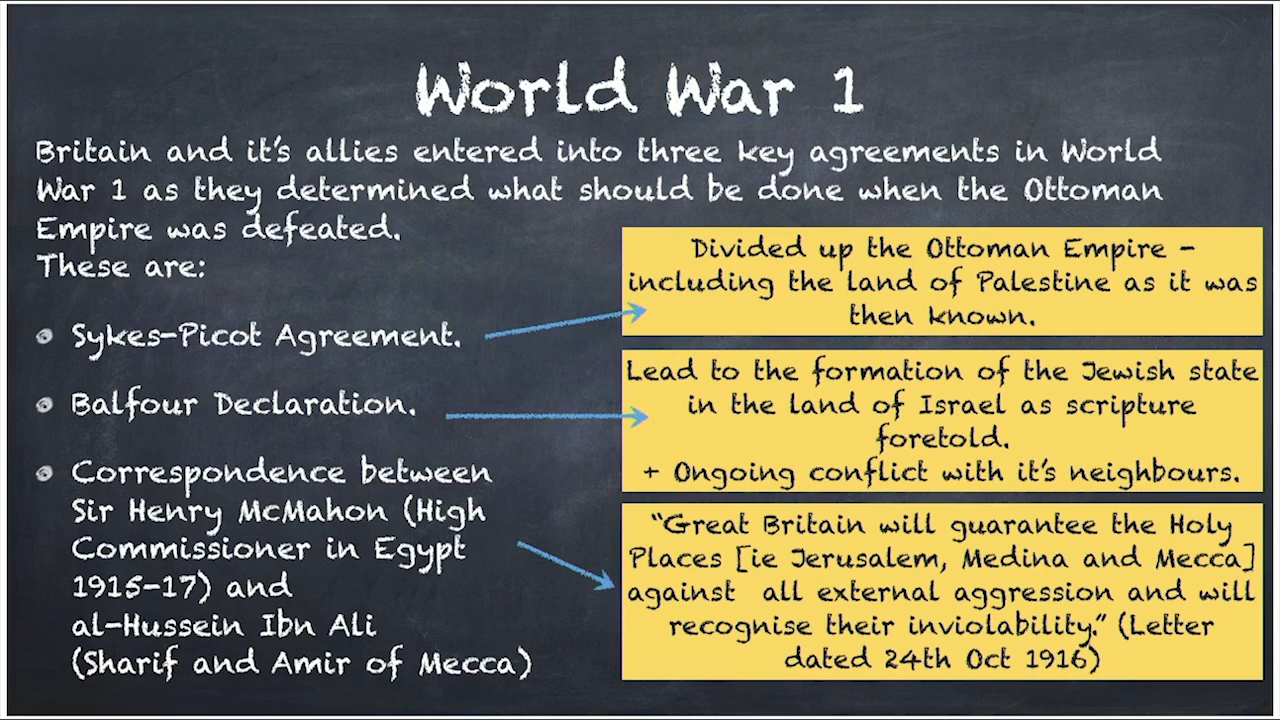 World War 1
Britain and it's allies entered into three key agreements in World
War 1 as they determined what should be done when the Ottoman
Empire was defeated.
These are:
Sykes-Picot Agreement.
Divided up the Ottoman Empire -
including the land of Palestine as it was
then known.
Balfour Declaration.
Lead to the formation of the Jewish state
in the land of Israel as scripture
foretold.
+ Ongoing conflict with it's neighbours.
Correspondence between
Sir Henry McMahon (High
Commissioner in Egypt
1915-17) and
al-Hussein Ibn Ali
(Sharif and Amir of Mecca)
"Great Britain will guarantee the Holy
Places [ie Jerusalem, Medina and Mecca]
against all external aggression and will
recognise their inviolability." (Letter
dated 24th Oct 1916)